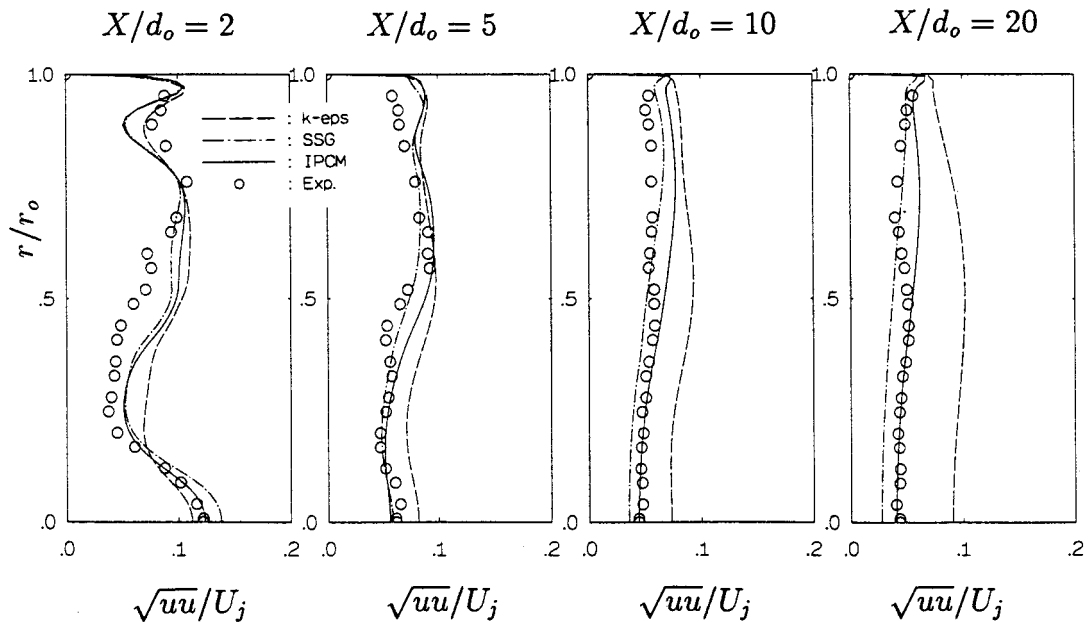 X/d_o = 2
X/d_o = 5
X/d_o = 10
X/d_o = 20
1.0
1.0
1.0
1.0
: k-eps
: SSG
: IPCM
: Exp.
r/r_o
.5
.5
.5
.5
.0
.0
.0
.0
.0 .1 .2
.0 .1 .2
.0 .1 .2
.0 .1 .2
√uu/U_j
√uu/U_j
√uu/U_j
√uu/U_j